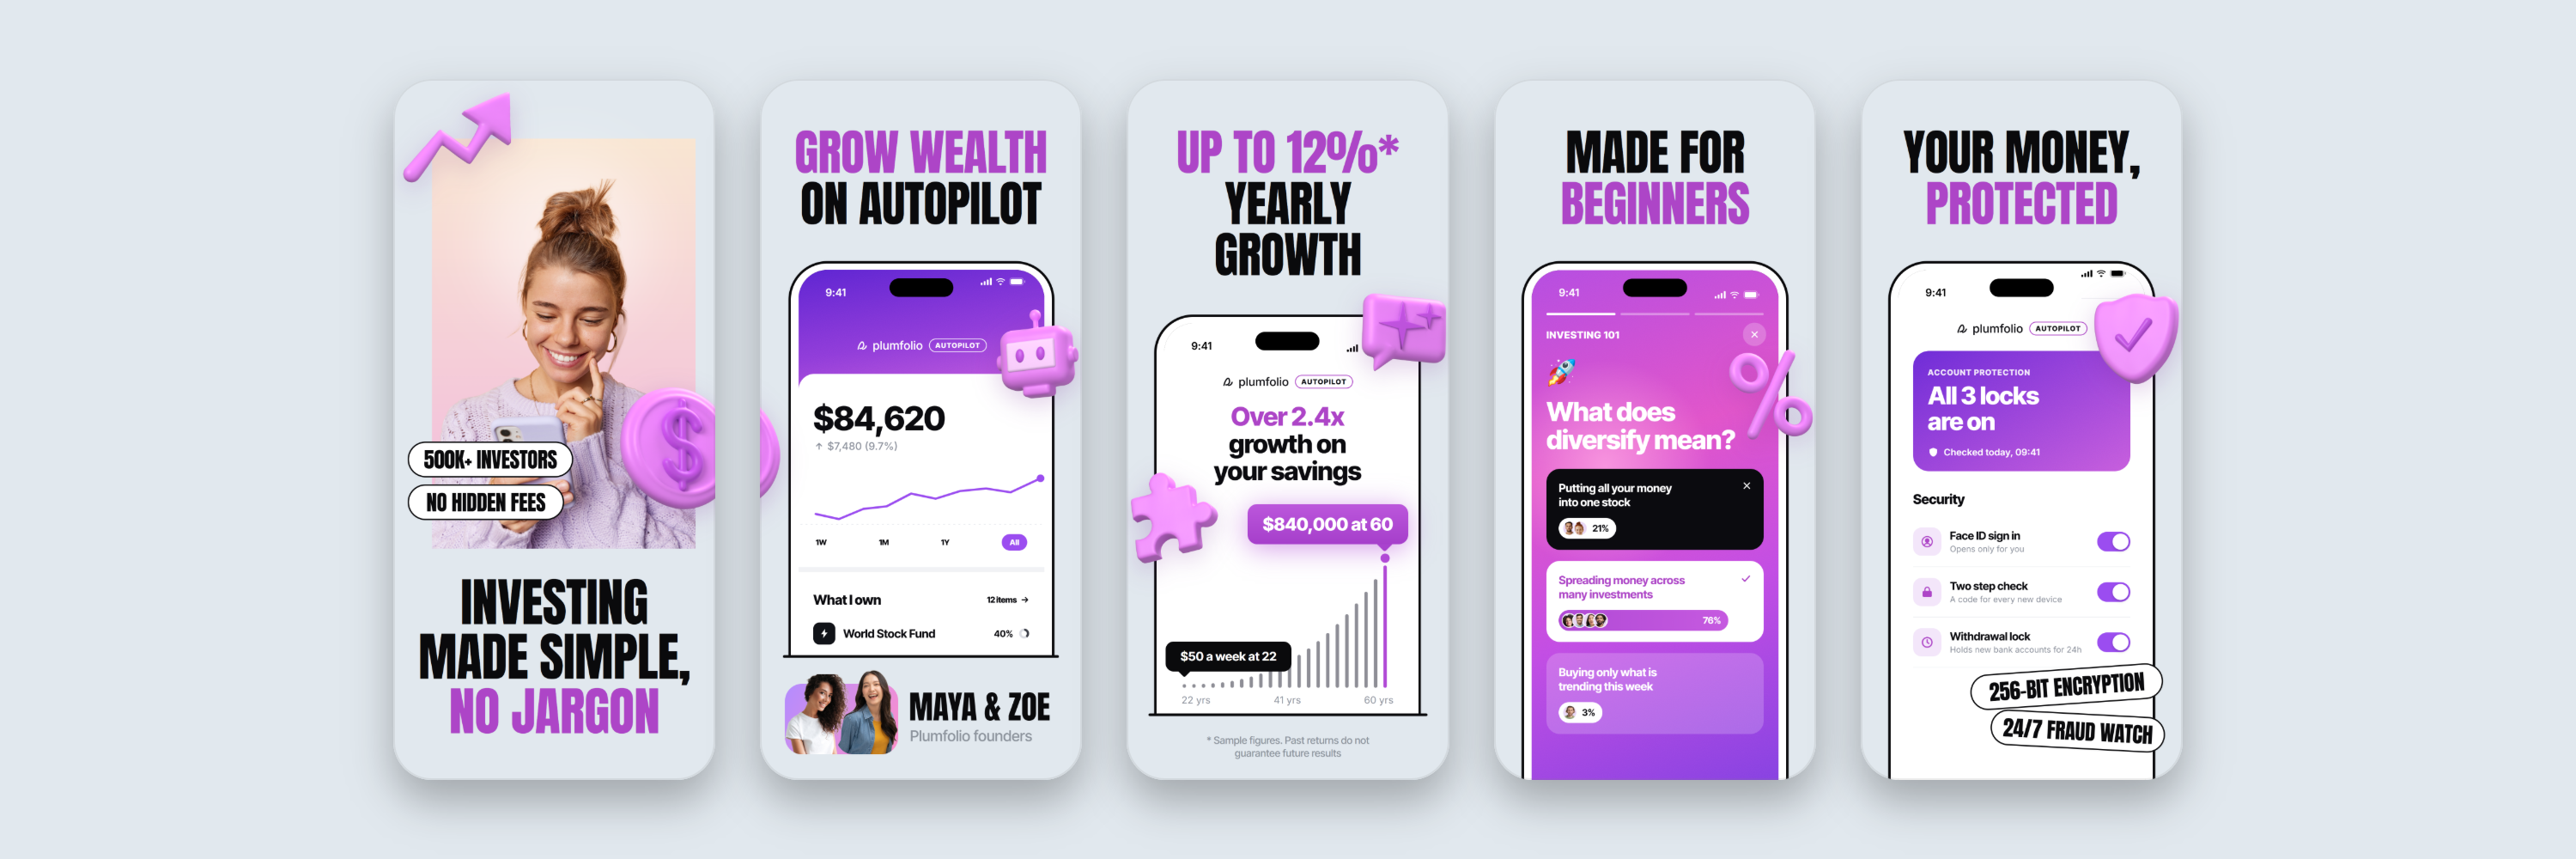 500K+ INVESTORS
NO HIDDEN FEES
INVESTING
MADE SIMPLE,
NO JARGON
GROW WEALTH
ON AUTOPILOT
9:41
plumfolio AUTOPILOT
$84,620
↑ $7,480 (9.7%)
1W 1M 1Y All
What I own 12 items →
World Stock Fund 40%
MAYA & ZOE
Plumfolio founders
UP TO 12%*
YEARLY
GROWTH
9:41
plumfolio AUTOPILOT
Over 2.4x
growth on
your savings
$840,000 at 60
$50 a week at 22
22 yrs 41 yrs 60 yrs
* Sample figures. Past returns do not
guarantee future results
MADE FOR
BEGINNERS
9:41
INVESTING 101
%
What does
diversify mean?
Putting all your money
into one stock
21%
Spreading money across
many investments
76%
Buying only what is
trending this week
3%
YOUR MONEY,
PROTECTED
9:41
plumfolio AUTOPILOT
ACCOUNT PROTECTION
All 3 locks
are on
Checked today, 09:41
Security
Face ID sign in
Opens only for you
Two step check
A code for every new device
Withdrawal lock
Holds new bank accounts for 24h
256-BIT ENCRYPTION
24/7 FRAUD WATCH
$